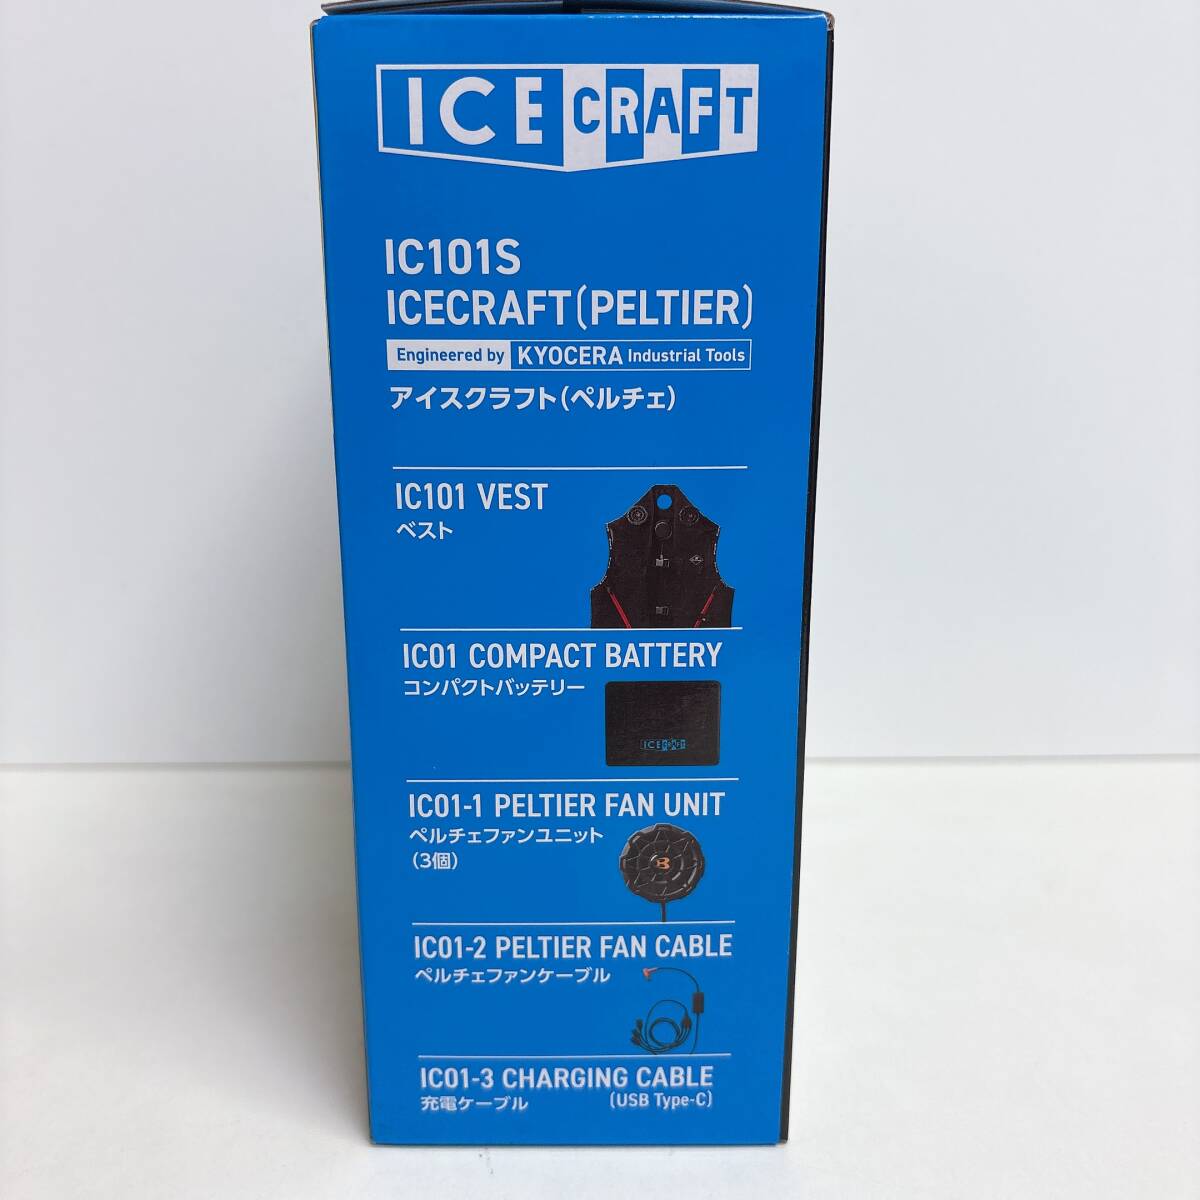 ICE CRAFT
IC101S
ICECRAFT(PELTIER)
Engineered by KYOCERA Industrial Tools
アイスクラフト(ペルチェ)
IC101 VEST
ベスト
IC01 COMPACT BATTERY
コンパクトバッテリー
ICE CRAFT
IC01-1 PELTIER FAN UNIT
ペルチェファンユニット
(3個)
IC01-2 PELTIER FAN CABLE
ペルチェファンケーブル
IC01-3 CHARGING CABLE
充電ケーブル (USB Type-C)